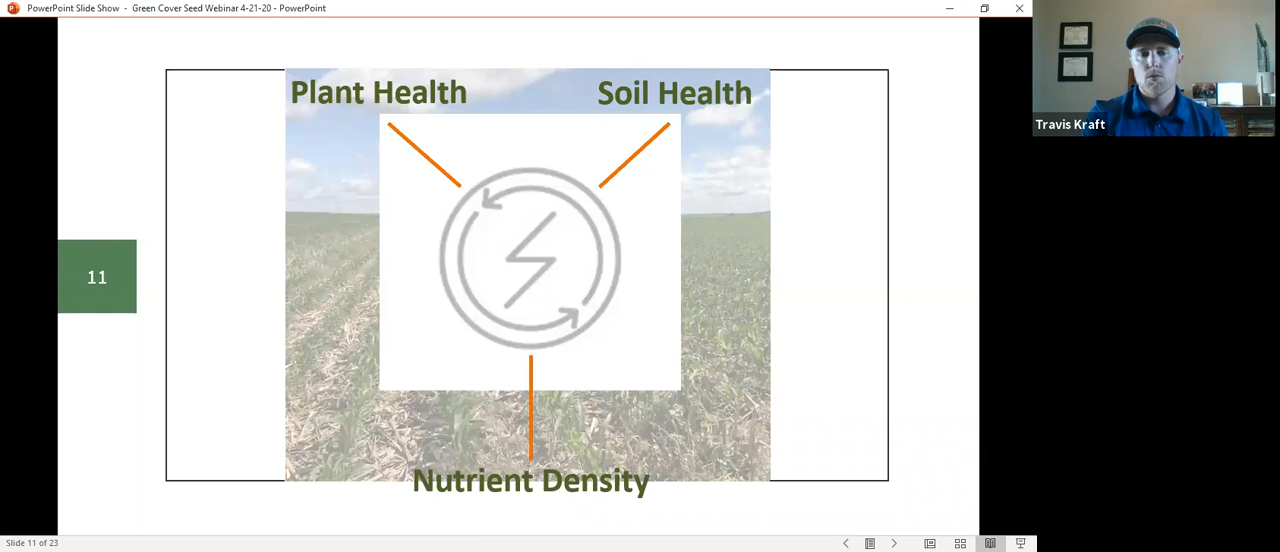 PowerPoint Slide Show - Green Cover Seed Webinar 4-21-20 - PowerPoint
Plant Health
Soil Health
Travis Kraft
11
Nutrient Density
Slide 11 of 23